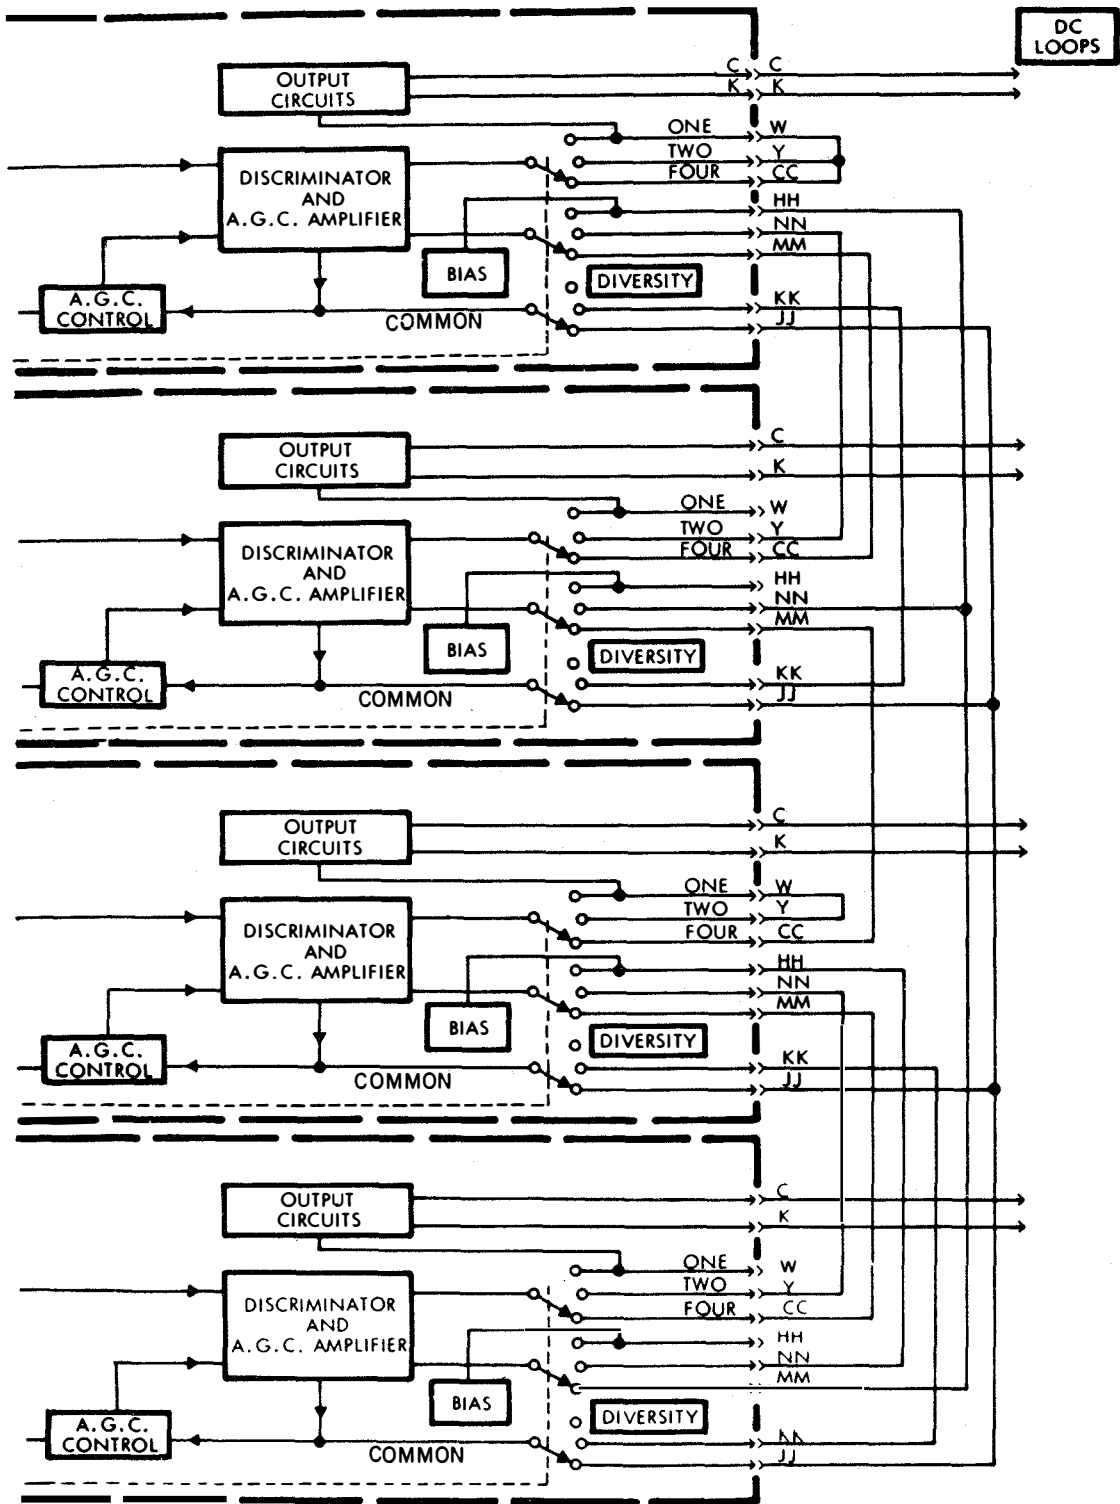 DC
LOOPS
OUTPUT
CIRCUITS
C C
K K
ONE W
TWO Y
FOUR CC
DISCRIMINATOR
AND
A.G.C. AMPLIFIER
HH
NN
MM
BIAS
DIVERSITY
A.G.C.
CONTROL
COMMON
KK
JJ
OUTPUT
CIRCUITS
C
K
ONE W
TWO Y
FOUR CC
DISCRIMINATOR
AND
A.G.C. AMPLIFIER
HH
NN
MM
BIAS
DIVERSITY
A.G.C.
CONTROL
COMMON
KK
JJ
OUTPUT
CIRCUITS
C
K
ONE W
TWO Y
FOUR CC
DISCRIMINATOR
AND
A.G.C. AMPLIFIER
HH
NN
MM
BIAS
DIVERSITY
A.G.C.
CONTROL
COMMON
KK
JJ
OUTPUT
CIRCUITS
C
K
ONE W
TWO Y
FOUR CC
DISCRIMINATOR
AND
A.G.C. AMPLIFIER
HH
NN
MM
BIAS
DIVERSITY
A.G.C.
CONTROL
COMMON
JJ